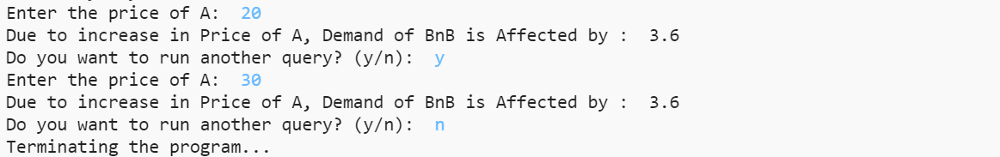 Enter the price of A:  20
Due to increase in Price of A, Demand of BnB is Affected by :  3.6
Do you want to run another query? (y/n):  y
Enter the price of A:  30
Due to increase in Price of A, Demand of BnB is Affected by :  3.6
Do you want to run another query? (y/n):  n
Terminating the program...